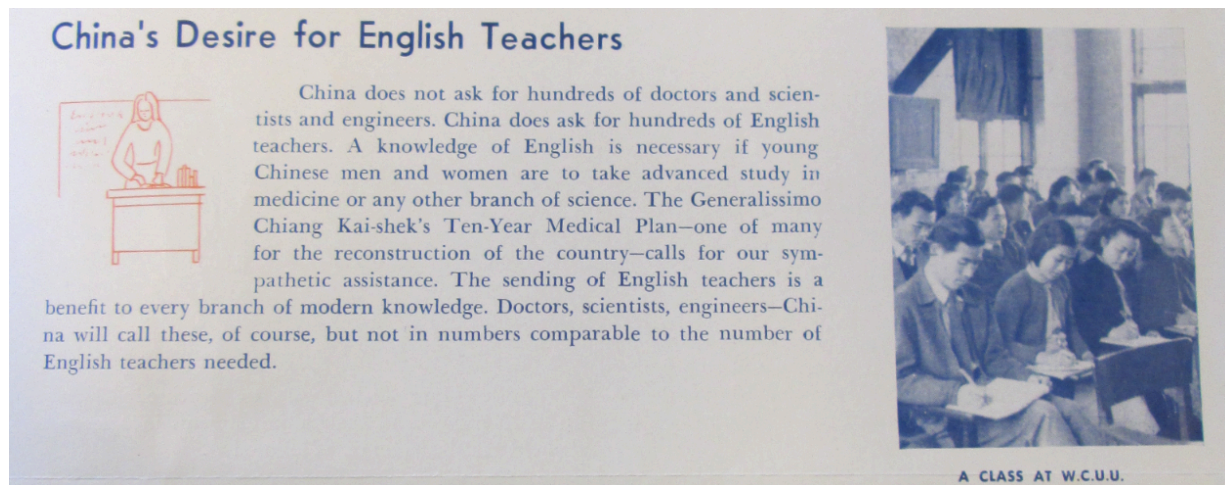 China's Desire for English Teachers
China does not ask for hundreds of doctors and scien-
tists and engineers. China does ask for hundreds of English
teachers. A knowledge of English is necessary if young
Chinese men and women are to take advanced study in
medicine or any other branch of science. The Generalissimo
Chiang Kai-shek's Ten-Year Medical Plan—one of many
for the reconstruction of the country—calls for our sym-
pathetic assistance. The sending of English teachers is a
benefit to every branch of modern knowledge. Doctors, scientists, engineers—Chi-
na will call these, of course, but not in numbers comparable to the number of
English teachers needed.
A CLASS AT W.C.U.U.